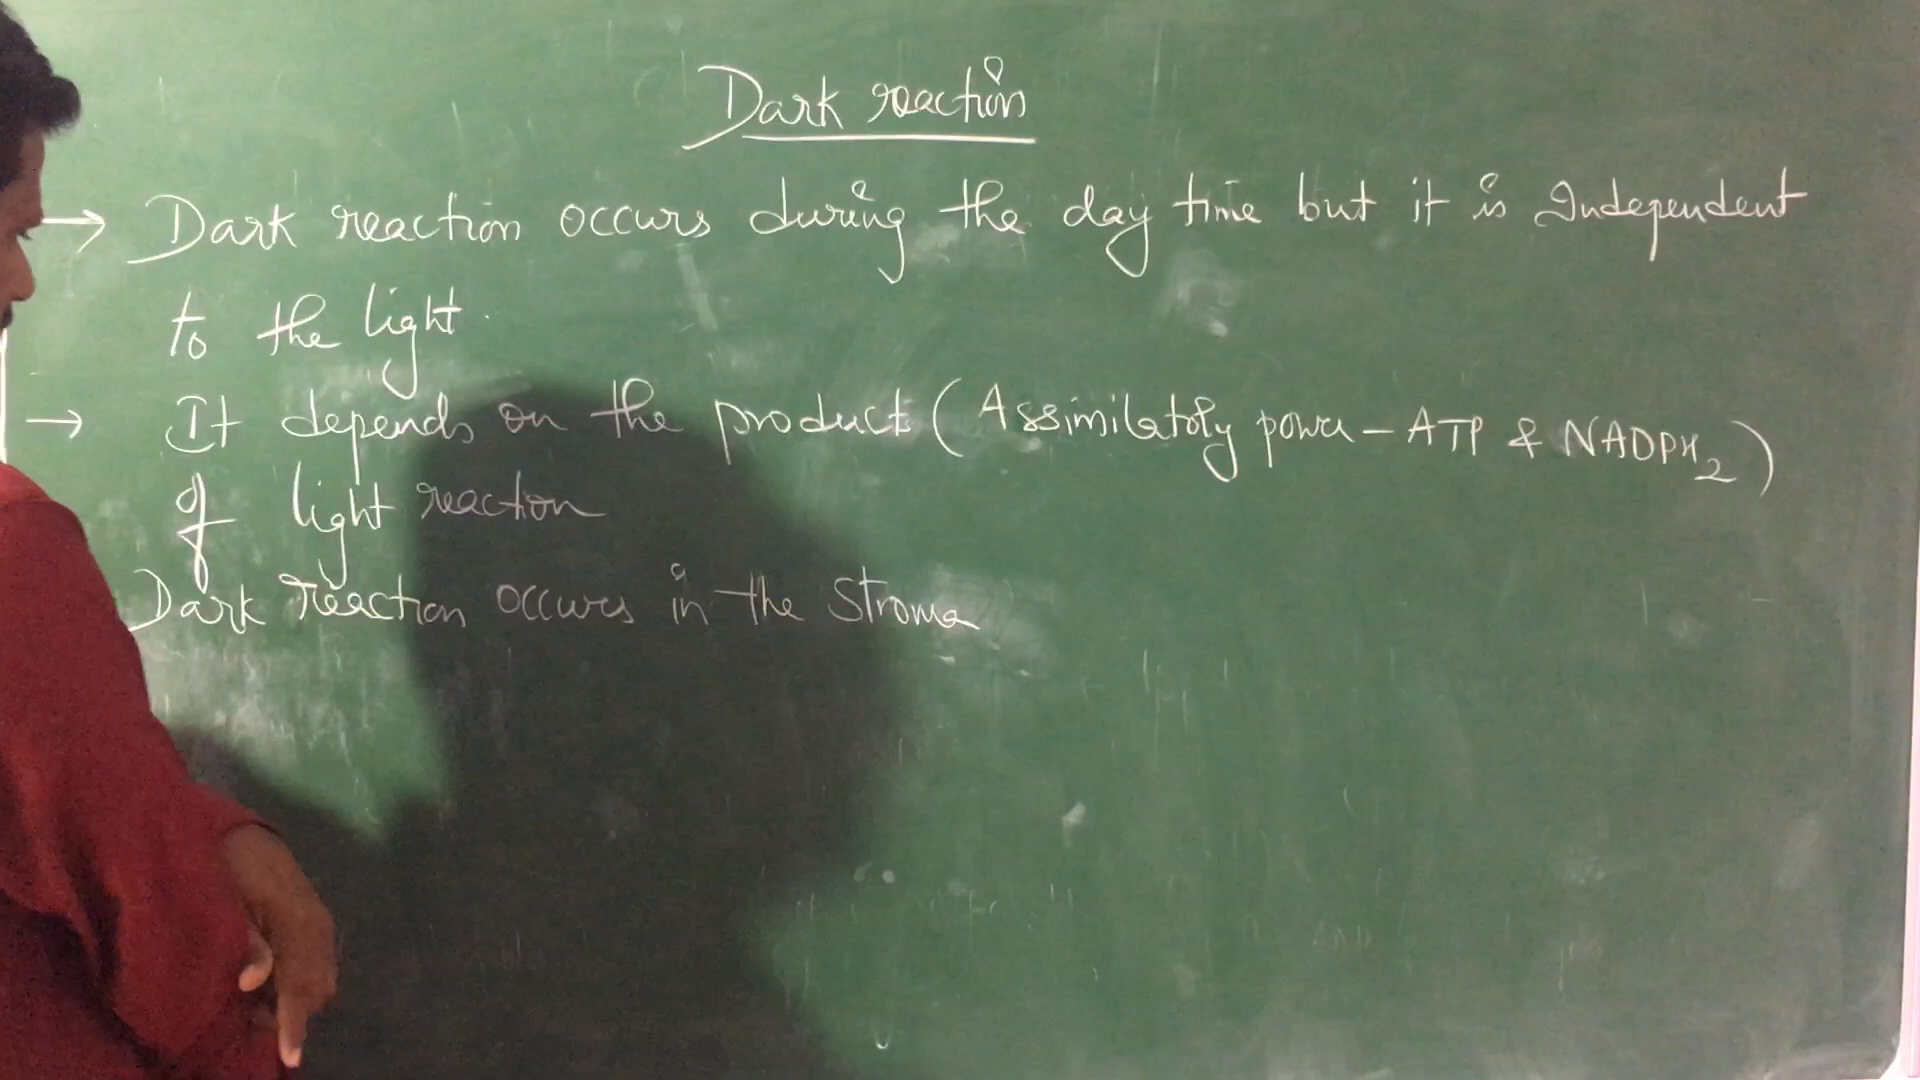 Dark reaction
→ Dark reaction occurs during the day time but it is Independent
to the light.
→ It depends on the product (Assimilatoly power - ATP & NADPH₂)
of light reaction
Dark reaction occurs in the Stroma